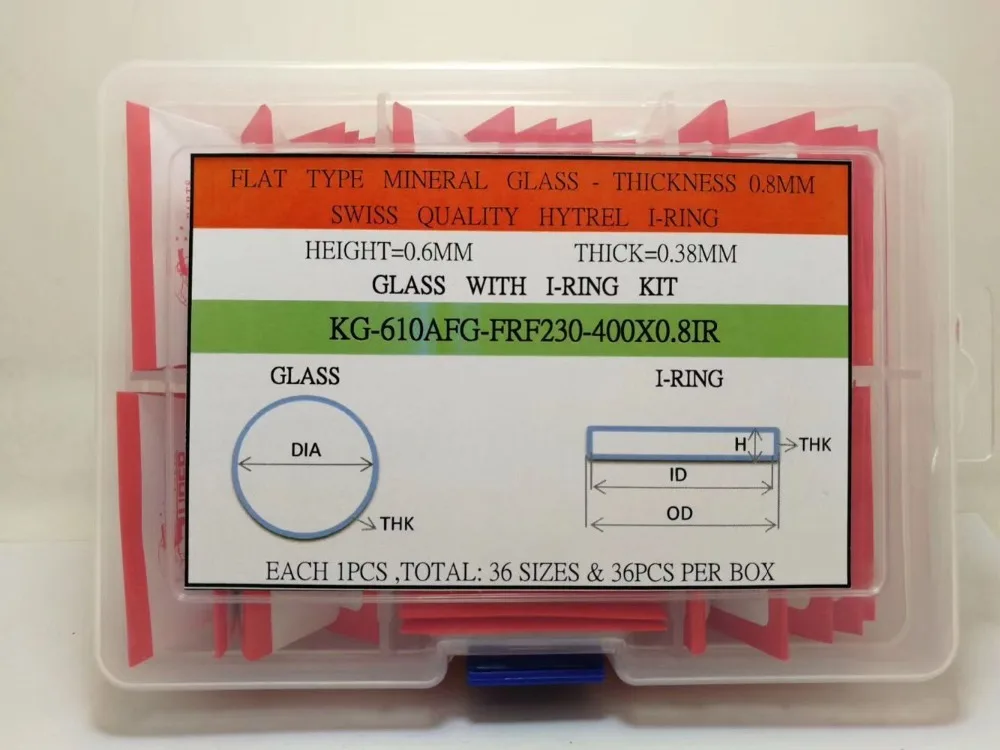 FLAT TYPE MINERAL GLASS - THICKNESS 0.8MM
SWISS QUALITY HYTREL I-RING
HEIGHT=0.6MM THICK=0.38MM
GLASS WITH I-RING KIT
KG-610AFG-FRF230-400X0.8IR
GLASS I-RING
DIA
THK
H THK
ID
OD
EACH 1PCS ,TOTAL: 36 SIZES & 36PCS PER BOX